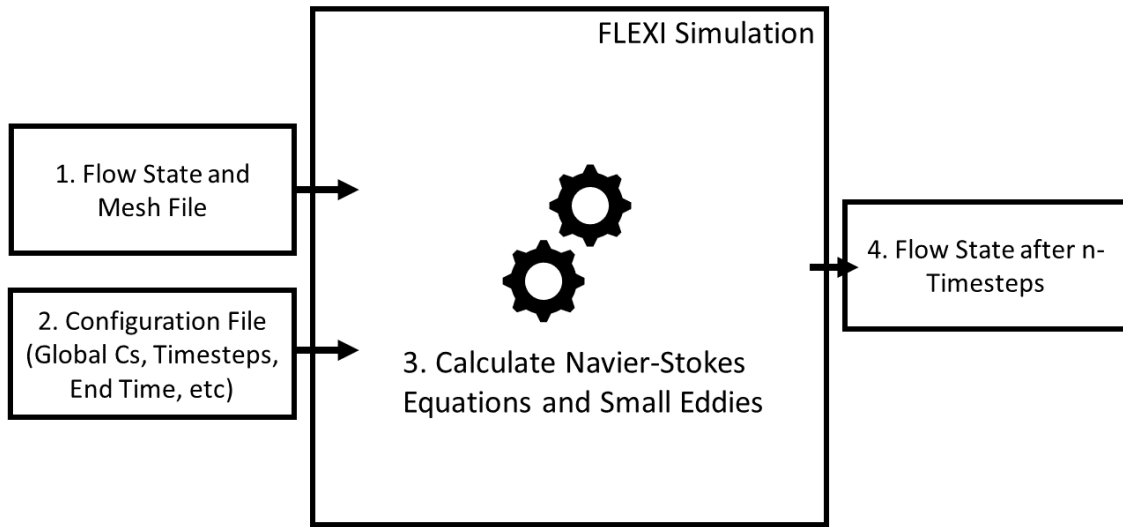 FLEXI Simulation
1. Flow State and
Mesh File
2. Configuration File
(Global Cs, Timesteps,
End Time, etc)
3. Calculate Navier-Stokes
Equations and Small Eddies
4. Flow State after n-
Timesteps